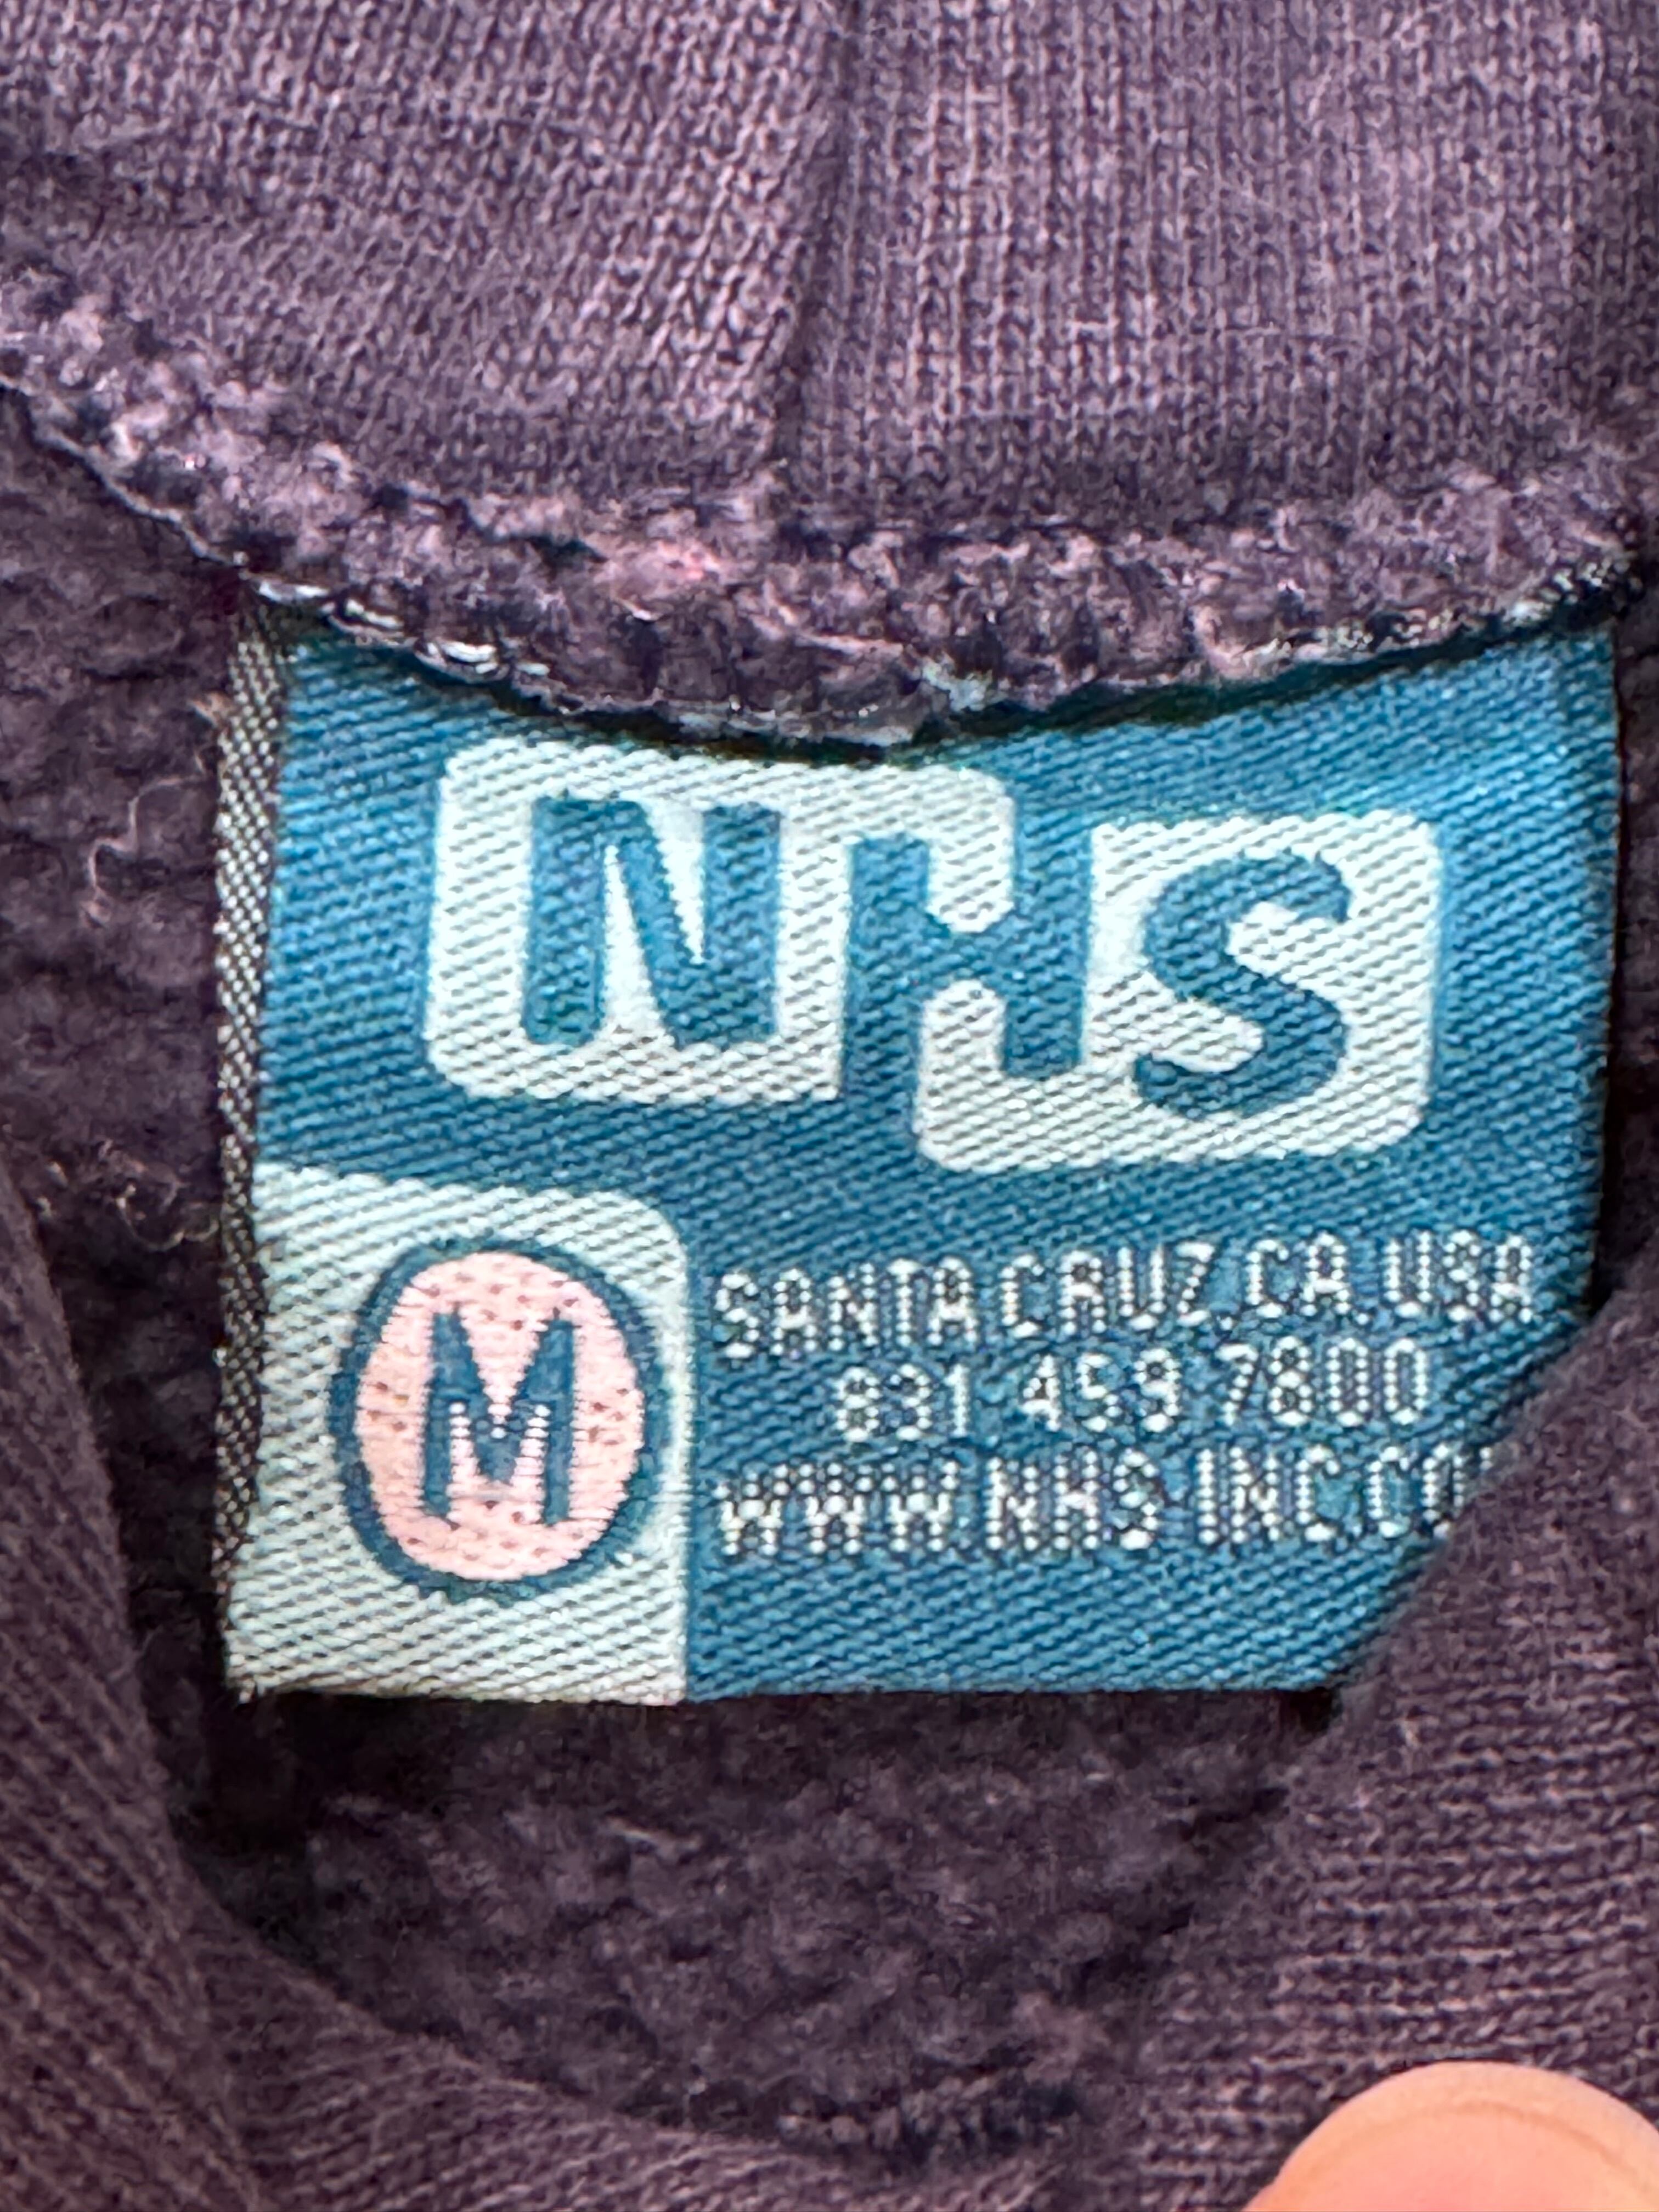 NHS
M
SANTA CRUZ, CA. USA
831 459 7800
WWW.NHS-INC.CO